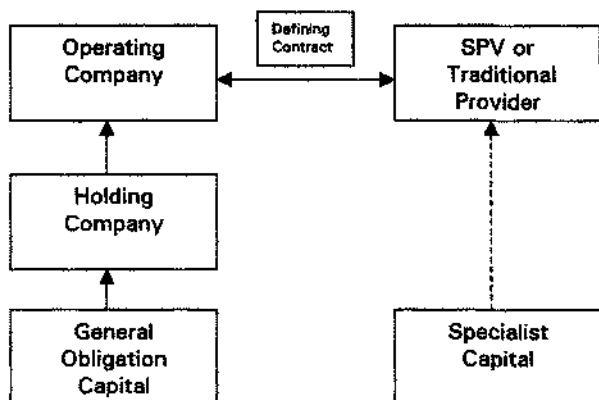 Operating
Company
Defining
Contract
SPV or
Traditional
Provider
Holding
Company
General
Obligation
Capital
Specialist
Capital